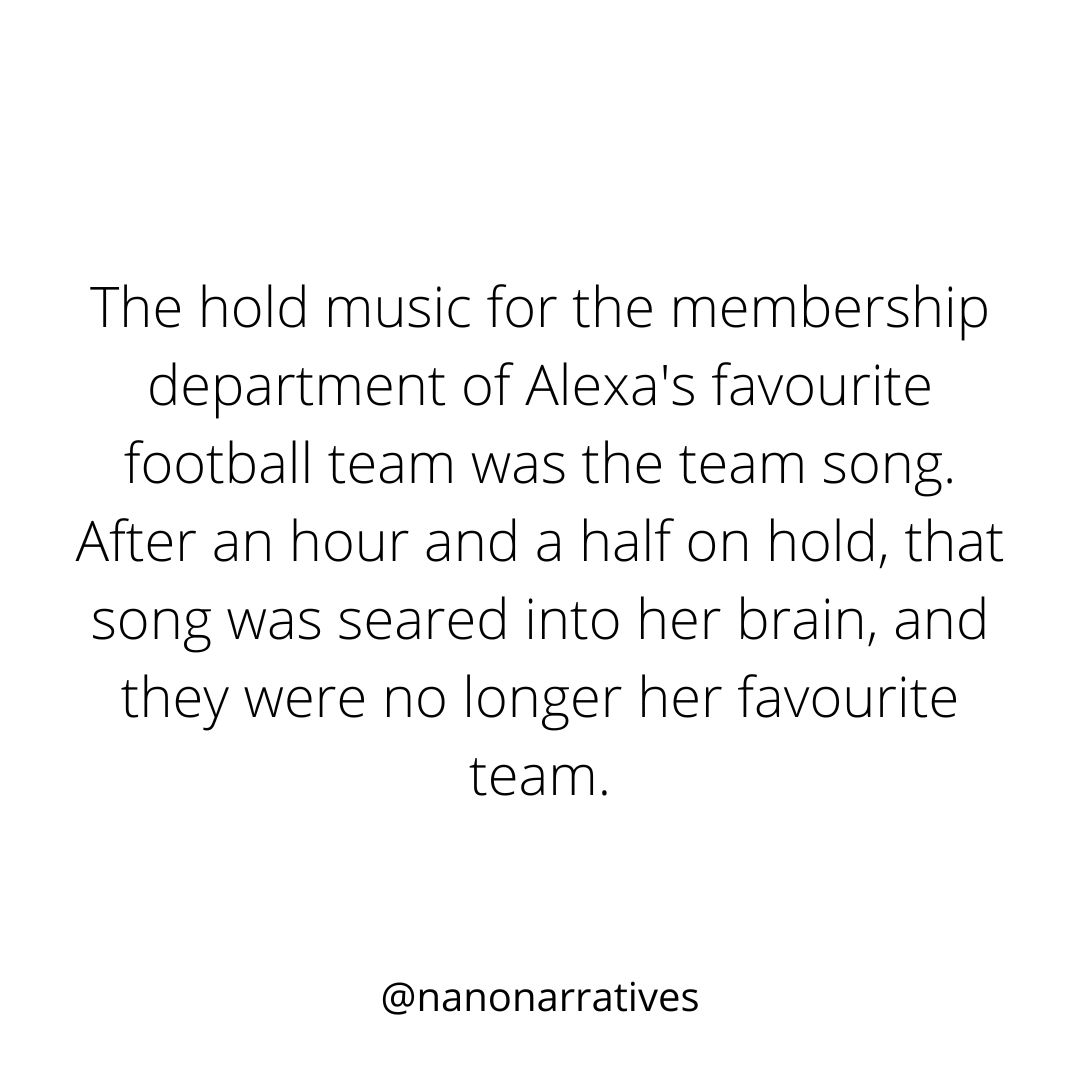 The hold music for the membership
department of Alexa's favourite
football team was the team song.
After an hour and a half on hold, that
song was seared into her brain, and
they were no longer her favourite
team.
@nanonarratives